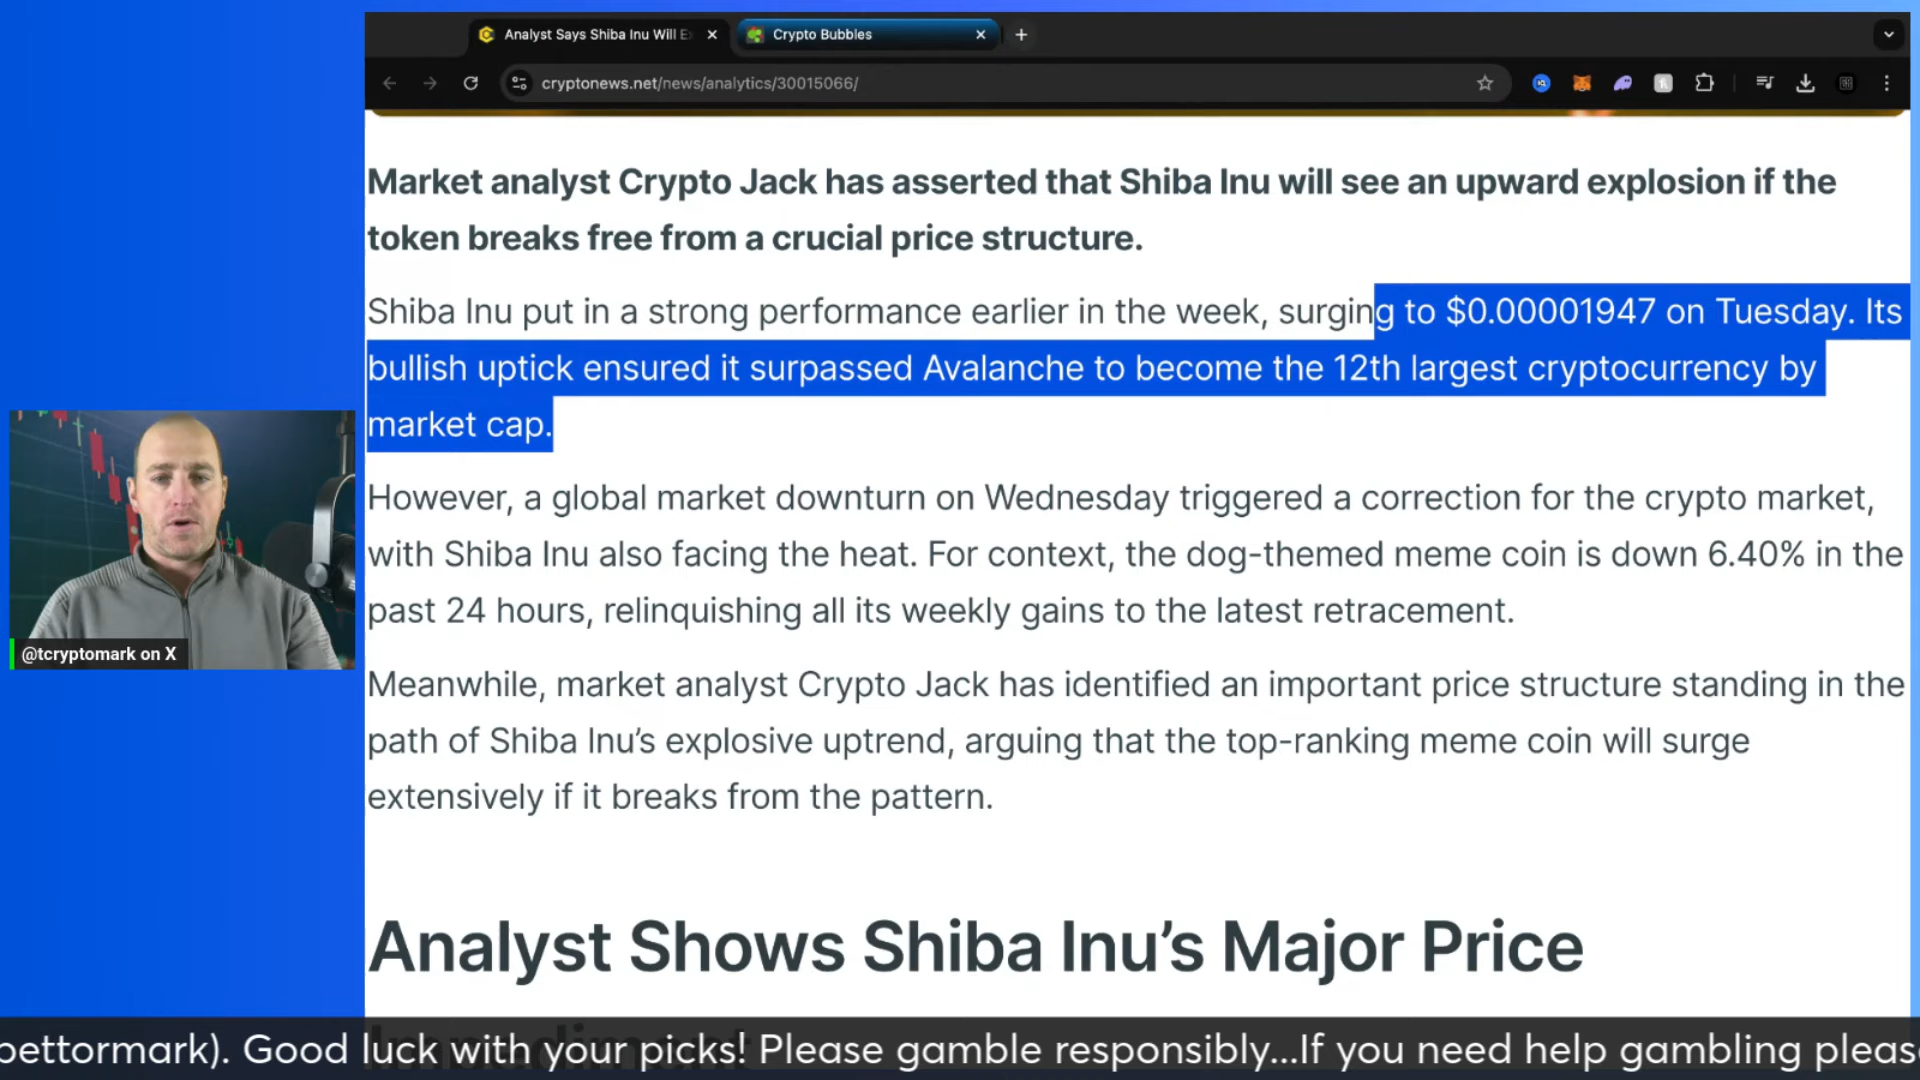 Analyst Says Shiba Inu Will Ex
Crypto Bubbles
cryptonews.net/news/analytics/30015066/
Market analyst Crypto Jack has asserted that Shiba Inu will see an upward explosion if the
token breaks free from a crucial price structure.
Shiba Inu put in a strong performance earlier in the week, surging to $0.00001947 on Tuesday. Its
bullish uptick ensured it surpassed Avalanche to become the 12th largest cryptocurrency by
market cap.
However, a global market downturn on Wednesday triggered a correction for the crypto market,
with Shiba Inu also facing the heat. For context, the dog-themed meme coin is down 6.40% in the
past 24 hours, relinquishing all its weekly gains to the latest retracement.
Meanwhile, market analyst Crypto Jack has identified an important price structure standing in the
path of Shiba Inu’s explosive uptrend, arguing that the top-ranking meme coin will surge
extensively if it breaks from the pattern.
@tcryptomark on X
Analyst Shows Shiba Inu’s Major Price
bettormark). Good luck with your picks! Please gamble responsibly...If you need help gambling pleas